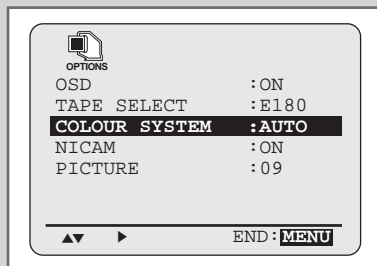 OPTIONS
OSD :ON
TAPE SELECT :E180
COLOUR SYSTEM :AUTO
NICAM :ON
PICTURE :09
▲▼ ▶ END:MENU